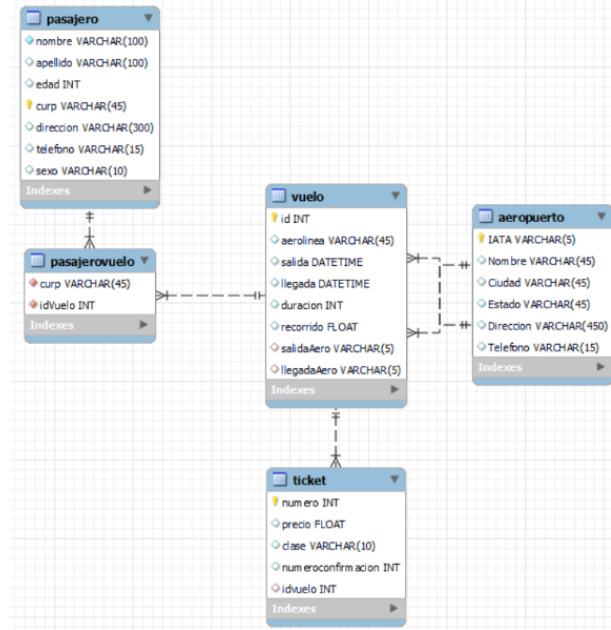 pasajero
nombre VARCHAR(100)
apellido VARCHAR(100)
edad INT
curp VARCHAR(45)
direccion VARCHAR(300)
telefono VARCHAR(15)
sexo VARCHAR(10)
Indexes
pasajerovuelo
curp VARCHAR(45)
idVuelo INT
Indexes
vuelo
id INT
aerolinea VARCHAR(45)
salida DATETIME
llegada DATETIME
duracion INT
recorrido FLOAT
salidaAero VARCHAR(5)
llegadaAero VARCHAR(5)
Indexes
aeropuerto
IATA VARCHAR(5)
Nombre VARCHAR(45)
Ciudad VARCHAR(45)
Estado VARCHAR(45)
Direccion VARCHAR(450)
Telefono VARCHAR(15)
Indexes
ticket
numero INT
precio FLOAT
clase VARCHAR(10)
numeroconfirmacion INT
idvuelo INT
Indexes